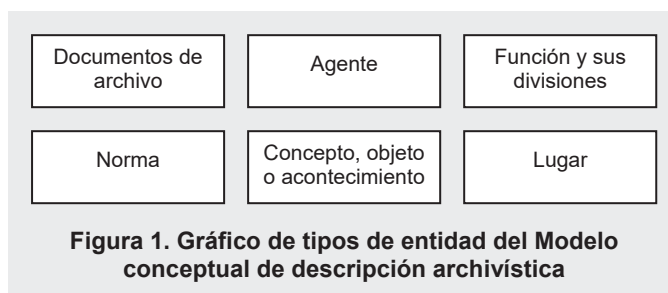 Documentos de
archivo
Agente
Función y sus
divisiones
Norma
Concepto, objeto
o acontecimiento
Lugar
Figura 1. Gráfico de tipos de entidad del Modelo
conceptual de descripción archivística